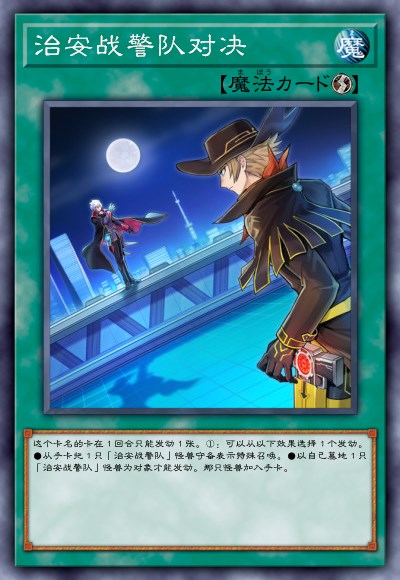 治安战警队对决
魔
【魔法カード】
まほう
这个卡名的卡在1回合只能发动1张。①：可以从以下效果选择1个发动。
●从手卡把1只「治安战警队」怪兽守备表示特殊召唤。●以自己墓地1只
「治安战警队」怪兽为对象才能发动。那只怪兽加入手卡。